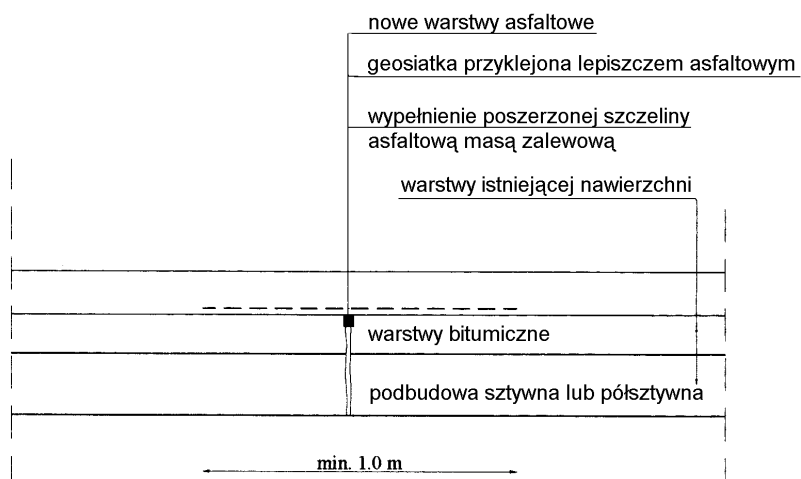 nowe warstwy asfaltowe
geosiatka przyklejona lepiszczem asfaltowym
wypełnienie poszerzonej szczeliny
asfaltową masą zalewową
warstwy istniejącej nawierzchni
warstwy bitumiczne
podbudowa sztywna lub półsztywna
min. 1.0 m